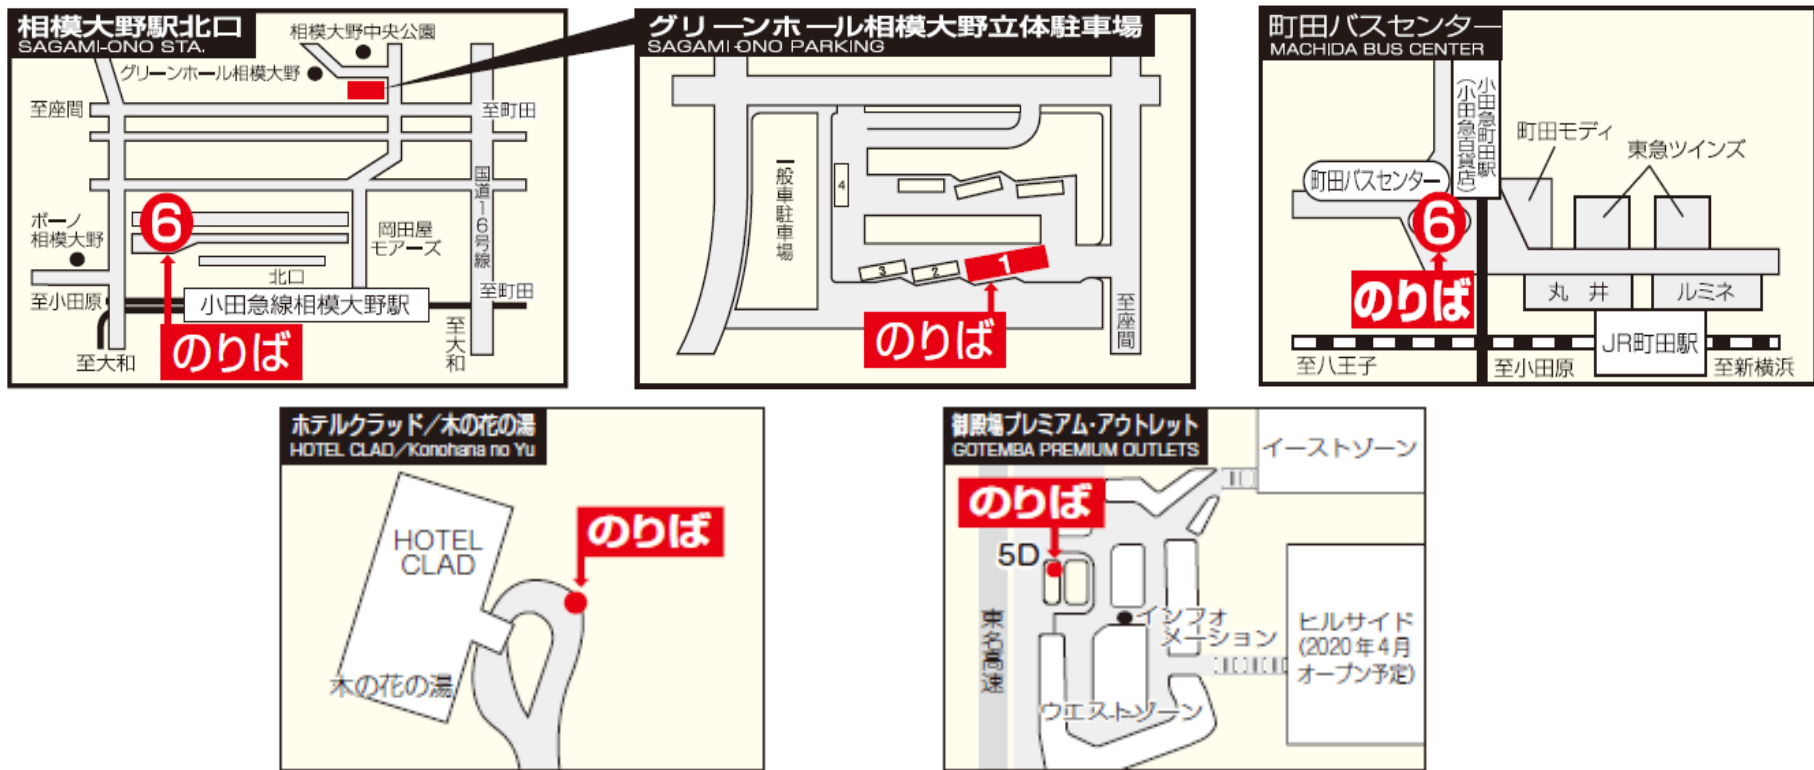 相模大野駅北口
SAGAMI-ONO STA.
相模大野中央公園
グリーンホール相模大野
至座間
至町田
国道16号線
6
ボーノ
相模大野
岡田屋
モアーズ
北口
至小田原
小田急線相模大野駅
至町田
至大和
のりば
至大和
グリーンホール相模大野立体駐車場
SAGAMI-ONO PARKING
一般車駐車場
4
3
2
1
のりば
至座間
町田バスセンター
MACHIDA BUS CENTER
小田急町田駅
(小田急百貨店)
町田モディ
東急ツインズ
町田バスセンター
6
のりば
丸井
ルミネ
JR町田駅
至八王子
至小田原
至新横浜
ホテルクラッド/木の花の湯
HOTEL CLAD/Konohana no Yu
のりば
HOTEL
CLAD
木の花の湯
御殿場プレミアム・アウトレット
GOTEMBA PREMIUM OUTLETS
イーストゾーン
のりば
5D
東名高速
インフォ
メーション
ヒルサイド
(2020年4月
オープン予定)
ウエストゾーン